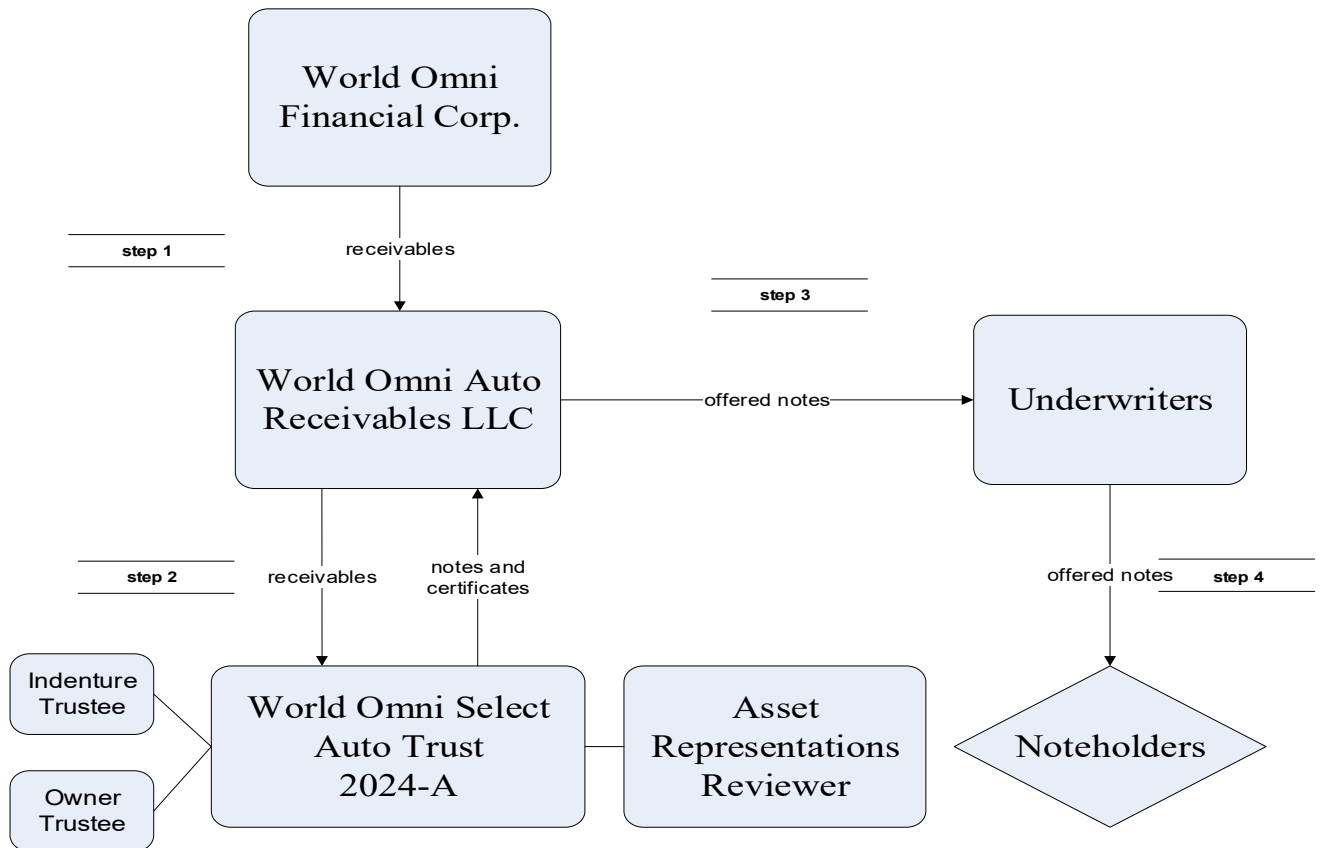 World Omni
Financial Corp.
step 1
receivables
step 3
World Omni Auto
Receivables LLC
offered notes
Underwriters
step 2
receivables
notes and
certificates
offered notes
step 4
Indenture
Trustee
Owner
Trustee
World Omni Select
Auto Trust
2024-A
Asset
Representations
Reviewer
Noteholders